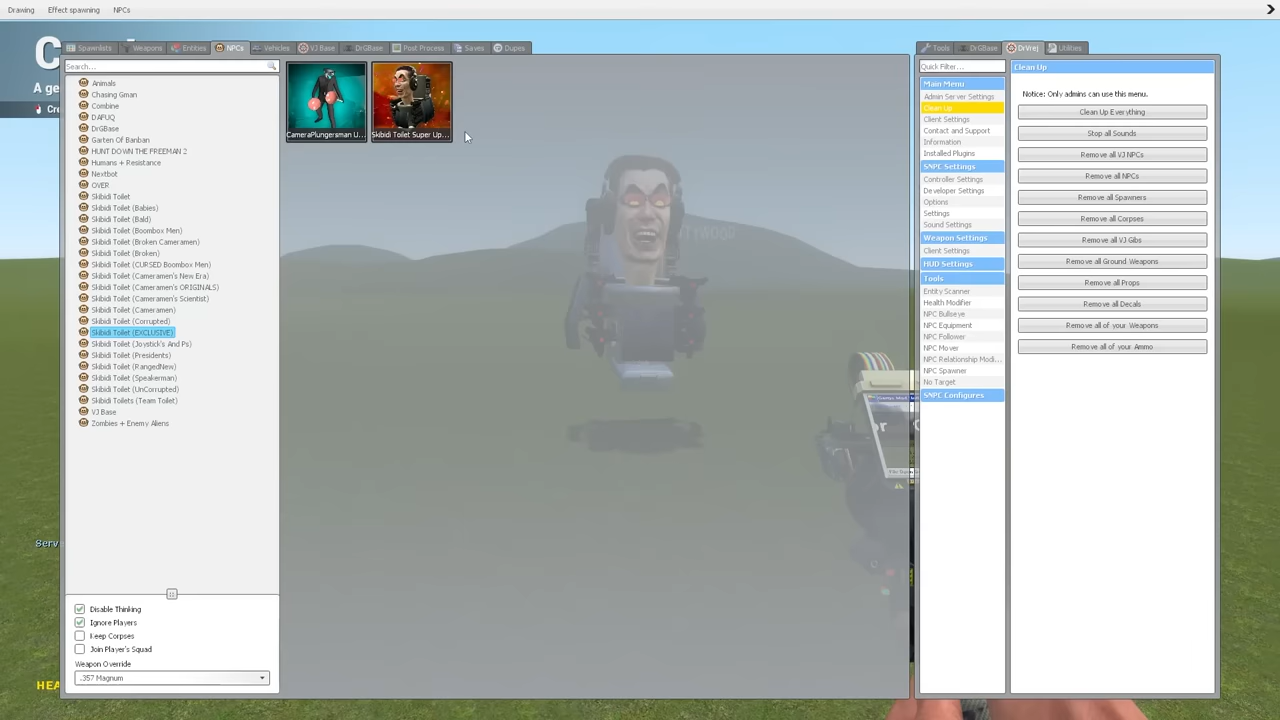 Drawing
Effect spawning
NPCs
Spawnlists
Weapons
Entities
NPCs
Vehicles
VJ Base
DrGBase
Post Process
Saves
Dupes
Search...
Animals
Chasing Gman
Combine
DAFUQ
DrGBase
Garten Of Banban
HUNT DOWN THE FREEMAN 2
Humans + Resistance
Nextbot
OVER
Skibidi Toilet
Skibidi Toilet (Babies)
Skibidi Toilet (Bald)
Skibidi Toilet (Boombox Men)
Skibidi Toilet (Broken Cameramen)
Skibidi Toilet (Broken)
Skibidi Toilet (CURSED Boombox Men)
Skibidi Toilet (Cameramen's New Era)
Skibidi Toilet (Cameramen's ORIGINALS)
Skibidi Toilet (Cameramen's Scientist)
Skibidi Toilet (Cameramen)
Skibidi Toilet (Corrupted)
Skibidi Toilet (EXCLUSIVE)
Skibidi Toilet (Joystick's And Ps)
Skibidi Toilet (Presidents)
Skibidi Toilet (RangedNew)
Skibidi Toilet (Speakerman)
Skibidi Toilet (UnCorrupted)
Skibidi Toilets (Team Toilet)
VJ Base
Zombies + Enemy Aliens
Disable Thinking
Ignore Players
Keep Corpses
Join Player's Squad
Weapon Override
.357 Magnum
CameraPlungersman U...
Skibidi Toilet Super Up...
Tools
DrGBase
DrVrej
Utilities
Quick Filter...
Main Menu
Admin Server Settings
Clean Up
Client Settings
Contact and Support
Information
Installed Plugins
SNPC Settings
Controller Settings
Developer Settings
Options
Settings
Sound Settings
Weapon Settings
Client Settings
HUD Settings
Tools
Entity Scanner
Health Modifier
NPC Bullseye
NPC Equipment
NPC Follower
NPC Mover
NPC Relationship Modi...
NPC Spawner
No Target
SNPC Configures
Clean Up
Notice: Only admins can use this menu.
Clean Up Everything
Stop all Sounds
Remove all VJ NPCs
Remove all NPCs
Remove all Spawners
Remove all Corpses
Remove all VJ Gibs
Remove all Ground Weapons
Remove all Props
Remove all Decals
Remove all of your Weapons
Remove all of your Ammo
C
A ge
Cre
Serv
HEA